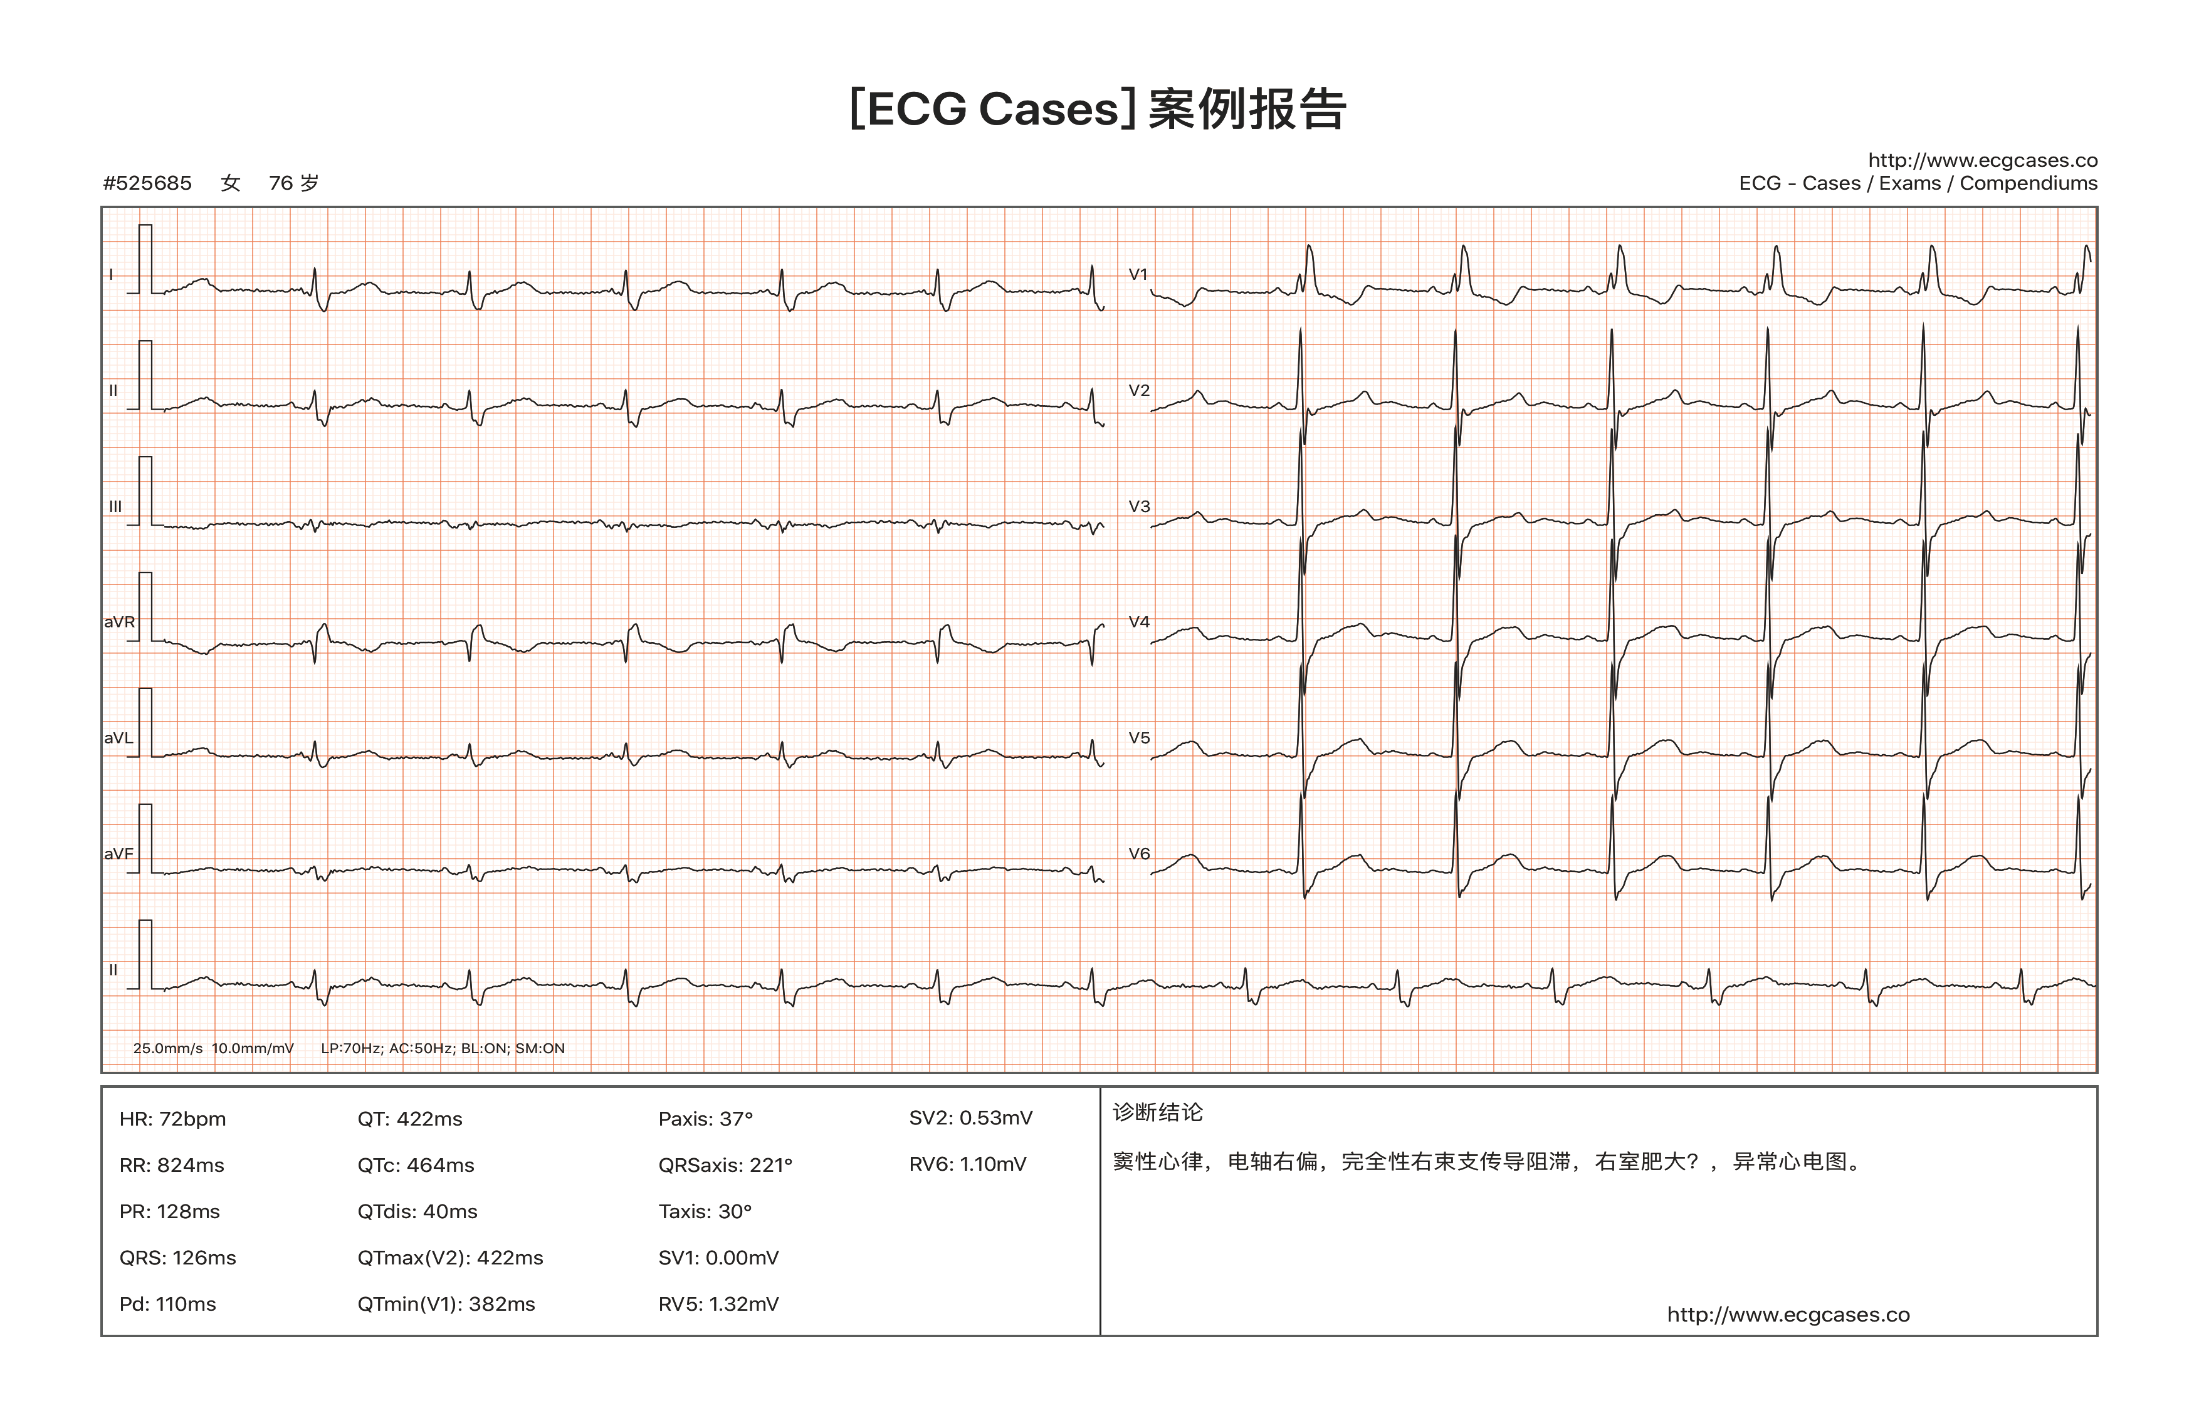 [ECG Cases] 案例报告
http://www.ecgcases.co
#525685 女 76 岁
ECG - Cases / Exams / Compendiums
I
V1
II
V2
III
V3
aVR
V4
aVL
V5
aVF
V6
II
25.0mm/s 10.0mm/mV LP:70Hz; AC:50Hz; BL:ON; SM:ON
HR: 72bpm QT: 422ms Paxis: 37° SV2: 0.53mV
RR: 824ms QTc: 464ms QRSaxis: 221° RV6: 1.10mV
PR: 128ms QTdis: 40ms Taxis: 30°
QRS: 126ms QTmax(V2): 422ms SV1: 0.00mV
Pd: 110ms QTmin(V1): 382ms RV5: 1.32mV
诊断结论
窦性心律，电轴右偏，完全性右束支传导阻滞，右室肥大？，异常心电图。
http://www.ecgcases.co